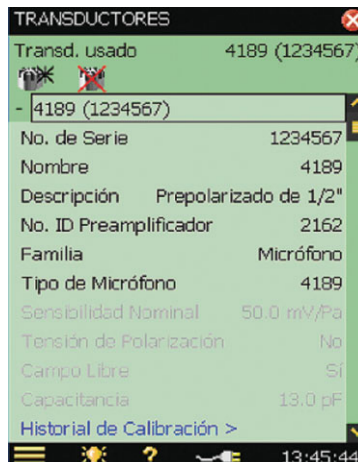 TRANSDUCTORES
Transd. usado 4189 (1234567)
- 4189 (1234567)
No. de Serie 1234567
Nombre 4189
Descripción Prepolarizado de 1/2"
No. ID Preamplificador 2162
Familia Micrófono
Tipo de Micrófono 4189
Sensibilidad Nominal 50.0 mV/Pa
Tensión de Polarización No
Campo Libre Sí
Capacitancia 13.0 pF
Historial de Calibración >
? 13:45:44